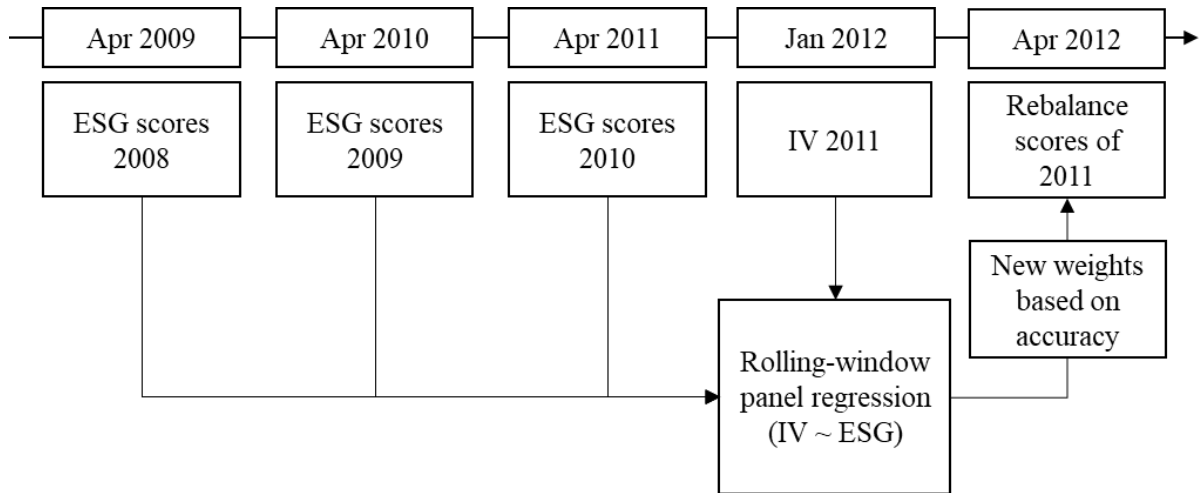 Apr 2009
Apr 2010
Apr 2011
Jan 2012
Apr 2012
ESG scores
2008
ESG scores
2009
ESG scores
2010
IV 2011
Rebalance
scores of
2011
New weights
based on
accuracy
Rolling-window
panel regression
(IV ~ ESG)